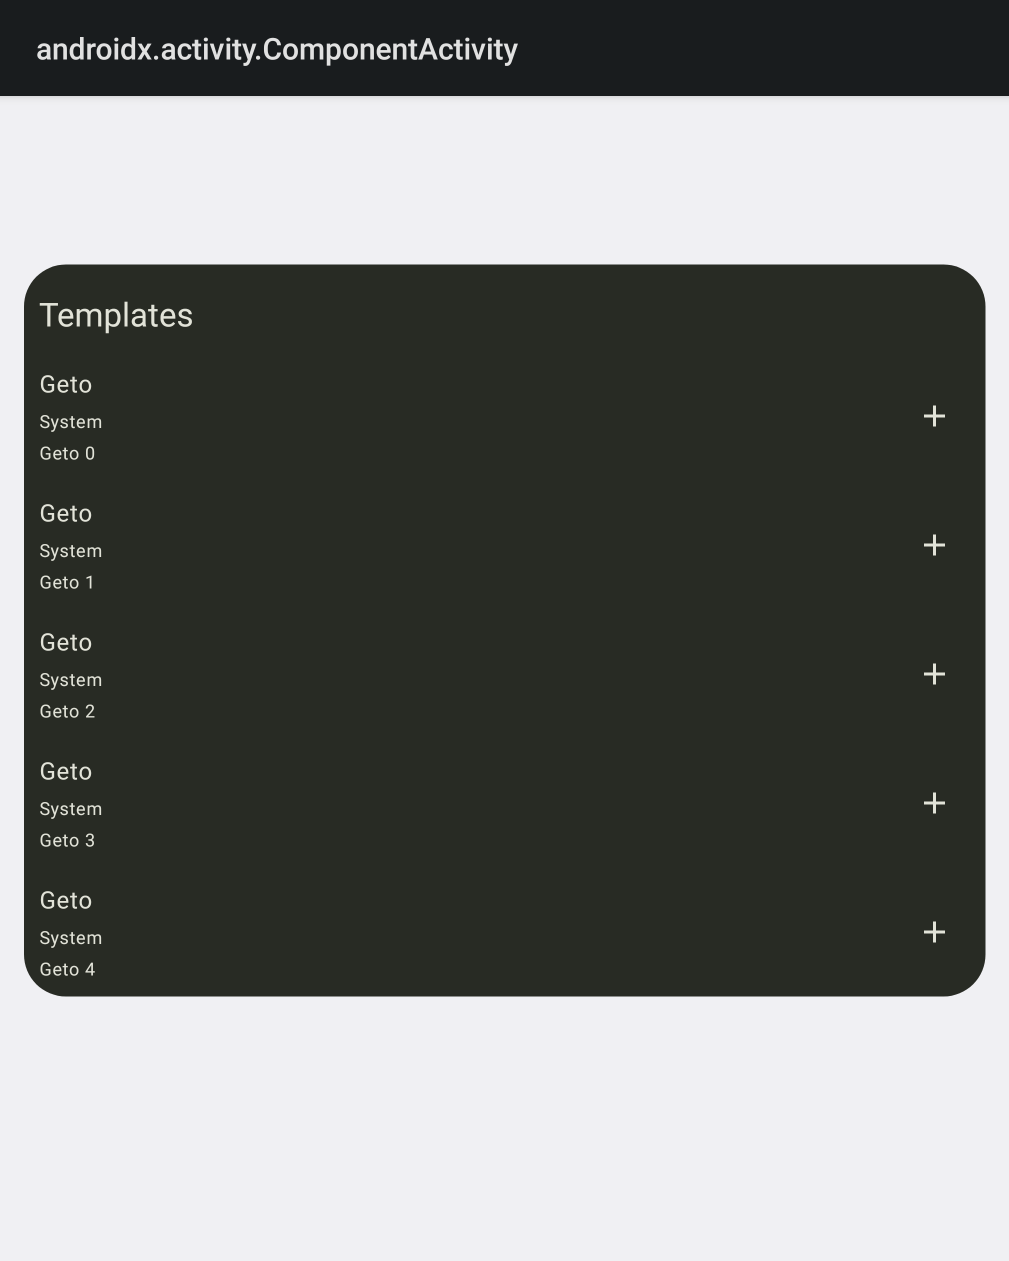 androidx.activity.ComponentActivity
Templates
Geto
System
Geto 0
Geto
System
Geto 1
Geto
System
Geto 2
Geto
System
Geto 3
Geto
System
Geto 4